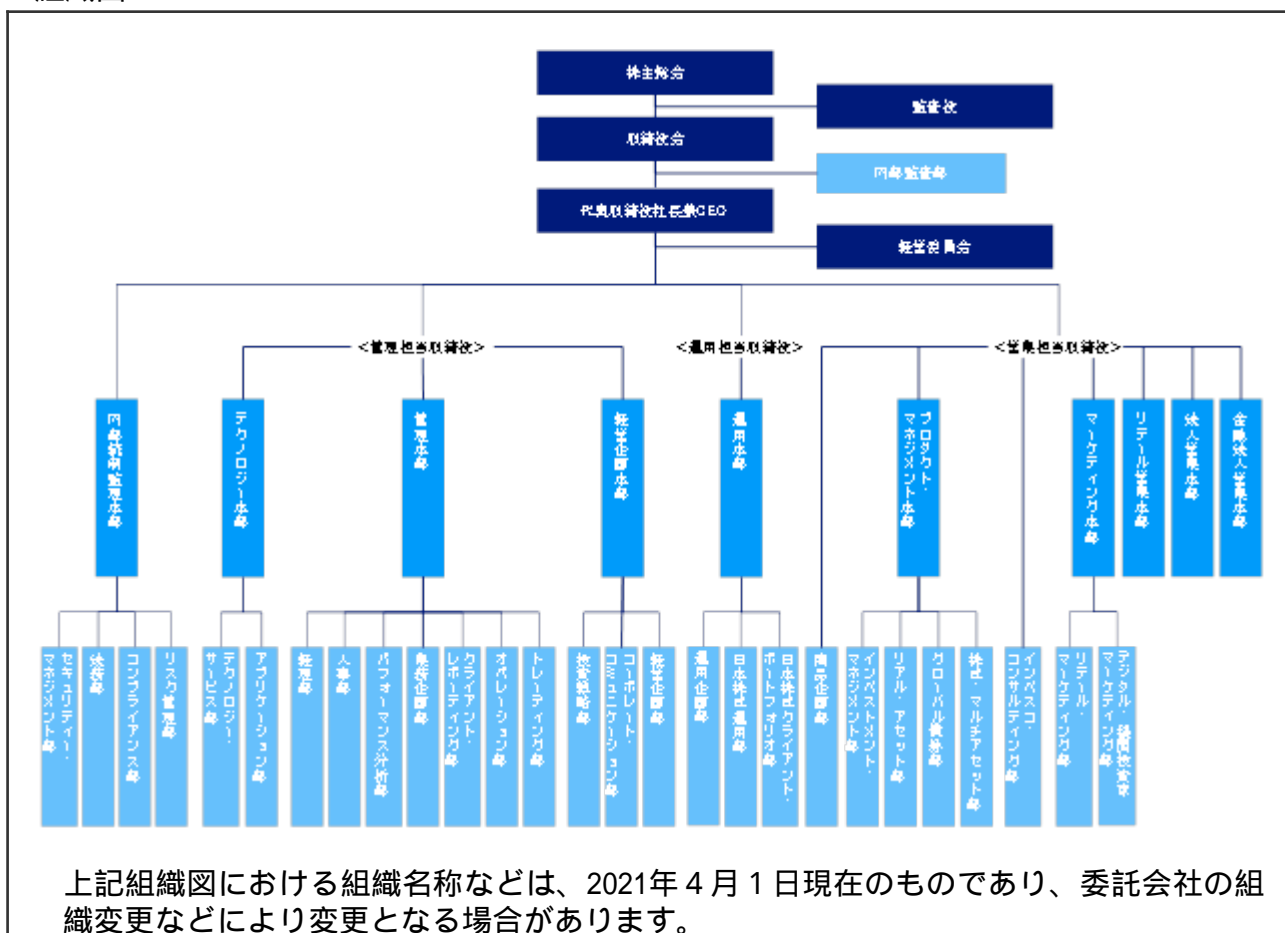 株主総会
監査役
取締役会
内部監査部
代表取締役社長兼CEO
経営委員会
＜管理担当取締役＞
＜運用担当取締役＞
＜営業担当取締役＞
内部統制監理本部
テクノロジー本部
管理本部
経営企画本部
運用本部
プロダクト・
マネジメント本部
マーケティング本部
リテール営業本部
法人営業本部
金融法人営業本部
セキュリティー・
マネジメント部
法務部
コンプライアンス部
リスク管理部
テクノロジー・
サービス部
アプリケーション部
経理部
人事部
パフォーマンス分析部
業務企画部
クライアント・
レポーティング部
オペレーション部
トレーディング部
投資戦略部
コーポレート・
コミュニケーション部
経営企画部
運用企画部
日本株式運用部
日本株式クライアント・
ポートフォリオ部
商品企画部
インベストメント・
マネジメント部
リアル・アセット部
グローバル債券部
株式・マルチアセット部
インベスコ・
コンサルティング部
リテール・
マーケティング部
デジタル・機関投資家
マーケティング部
上記組織図における組織名称などは、2021年４月１日現在のものであり、委託会社の組
織変更などにより変更となる場合があります。